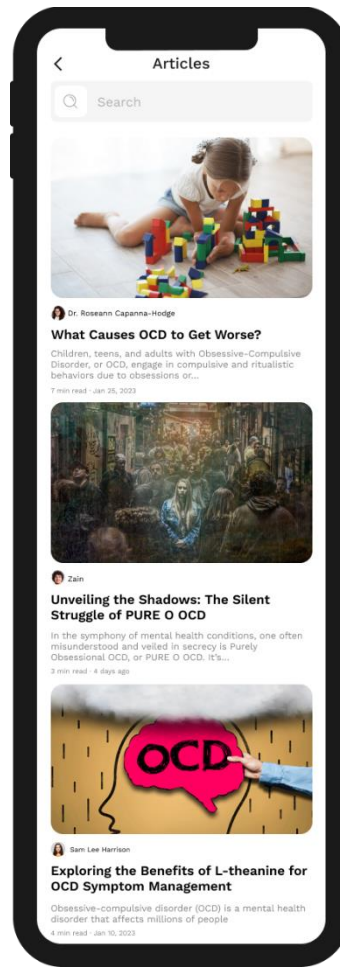 Articles
Search
Dr. Roseann Capanna-Hodge
What Causes OCD to Get Worse?
Children, teens, and adults with Obsessive-Compulsive
Disorder, or OCD, engage in compulsive and ritualistic
behaviors due to obsessions or...
7 min read · Jan 25, 2023
Zain
Unveiling the Shadows: The Silent
Struggle of PURE O OCD
In the symphony of mental health conditions, one often
misunderstood and veiled in secrecy is Purely
Obsessional OCD, or PURE O OCD. It's...
3 min read · 4 days ago
OCD
Sam Lee Harrison
Exploring the Benefits of L-theanine for
OCD Symptom Management
Obsessive-compulsive disorder (OCD) is a mental health
disorder that affects millions of people
4 min read · Jan 10, 2023